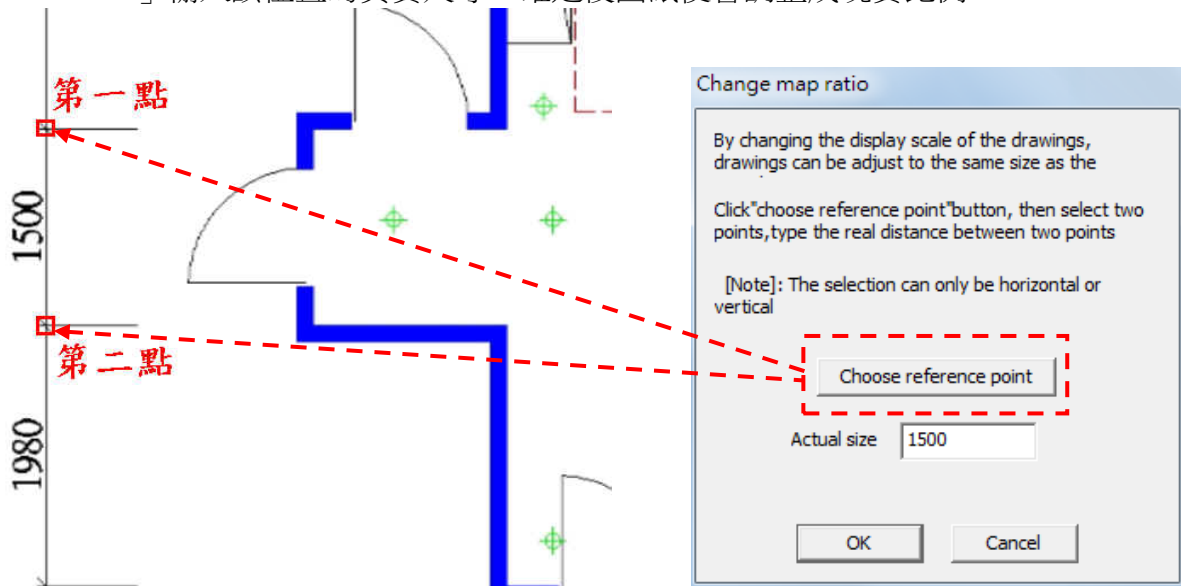 第一點
1500
第二點
1980
Change map ratio
By changing the display scale of the drawings,
drawings can be adjust to the same size as the
Click"choose reference point"button, then select two
points,type the real distance between two points
[Note]: The selection can only be horizontal or
vertical
Choose reference point
Actual size 1500
OK Cancel